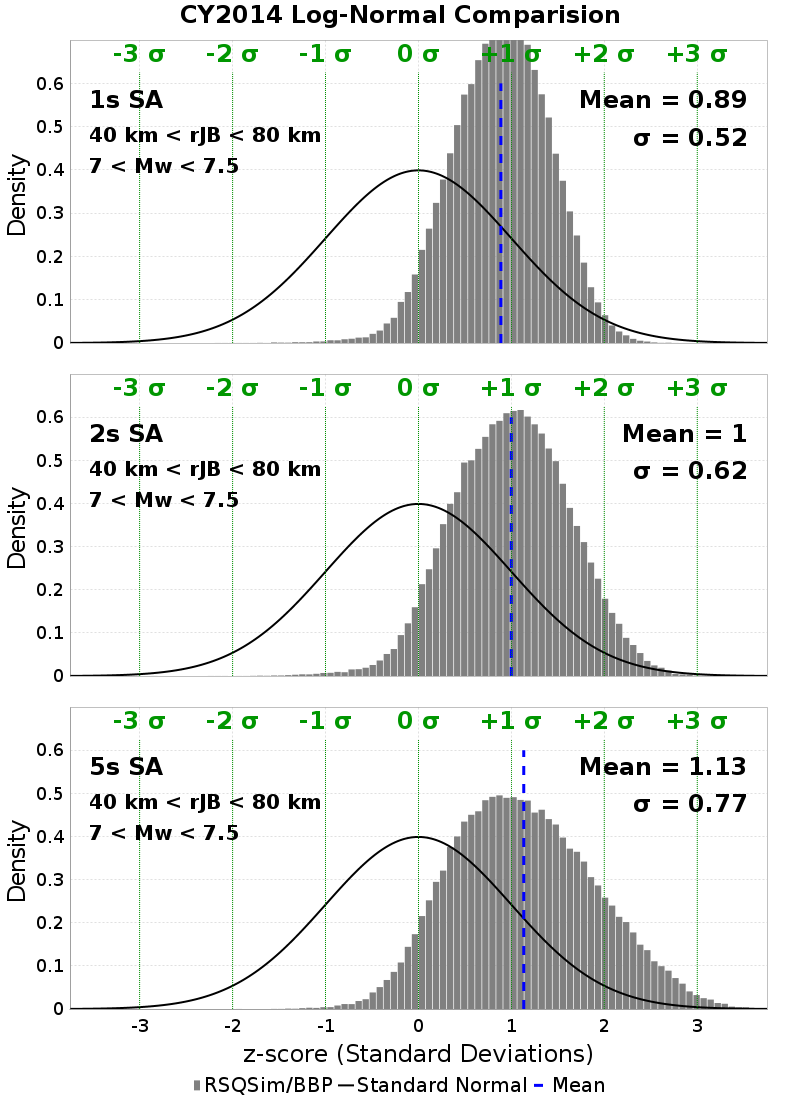 CY2014 Log-Normal Comparision
-3 σ -2 σ -1 σ 0 σ +1 σ +2 σ +3 σ
1s SA
Mean = 0.89
40 km < rJB < 80 km
σ = 0.52
7 < Mw < 7.5
Density
0.6
0.5
0.4
0.3
0.2
0.1
0
-3 σ -2 σ -1 σ 0 σ +1 σ +2 σ +3 σ
2s SA
Mean = 1
40 km < rJB < 80 km
σ = 0.62
7 < Mw < 7.5
Density
0.6
0.5
0.4
0.3
0.2
0.1
0
-3 σ -2 σ -1 σ 0 σ +1 σ +2 σ +3 σ
5s SA
Mean = 1.13
40 km < rJB < 80 km
σ = 0.77
7 < Mw < 7.5
Density
0.6
0.5
0.4
0.3
0.2
0.1
0
-3 -2 -1 0 1 2 3
z-score (Standard Deviations)
RSQSim/BBP Standard Normal Mean